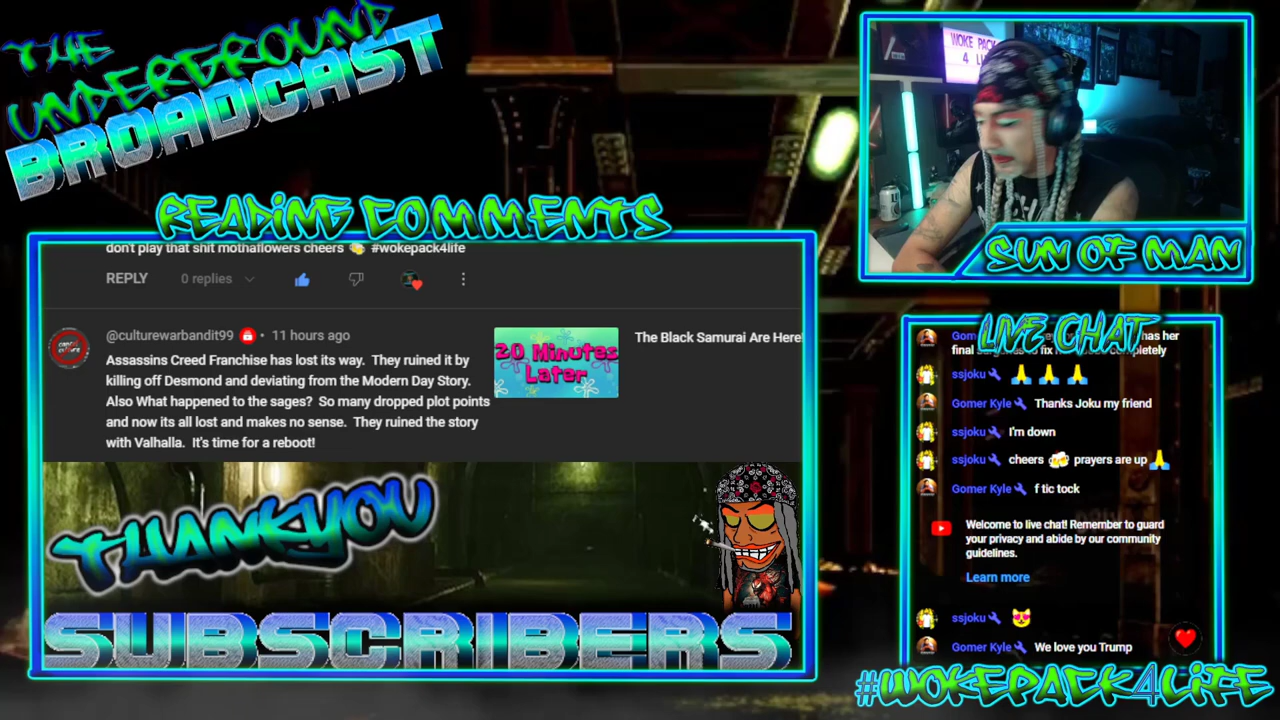 THE
UNDERGROUND
BROADCAST
READING COMMENTS
don't play that shit mothaflowers cheers 🍻 #wokepack4life
REPLY 0 replies
@culturewarbandit99 • 11 hours ago
Assassins Creed Franchise has lost its way. They ruined it by
killing off Desmond and deviating from the Modern Day Story.
Also What happened to the sages? So many dropped plot points
and now its all lost and makes no sense. They ruined the story
with Valhalla. It's time for a reboot!
cancel
culture
20 Minutes
Later
The Black Samurai Are Here!
THANKYOU
SUBSCRIBERS
WOKE PACK
4 L
SUN OF MAN
LIVE CHAT
Gom has her
final fix completely
ssjoku 🙏 🙏 🙏
Gomer Kyle Thanks Joku my friend
ssjoku I'm down
ssjoku cheers 🍻 prayers are up 🙏
Gomer Kyle f tic tock
Welcome to live chat! Remember to guard
your privacy and abide by our community
guidelines.
Learn more
ssjoku 😻
Gomer Kyle We love you Trump
#WOKEPACK4LIFE